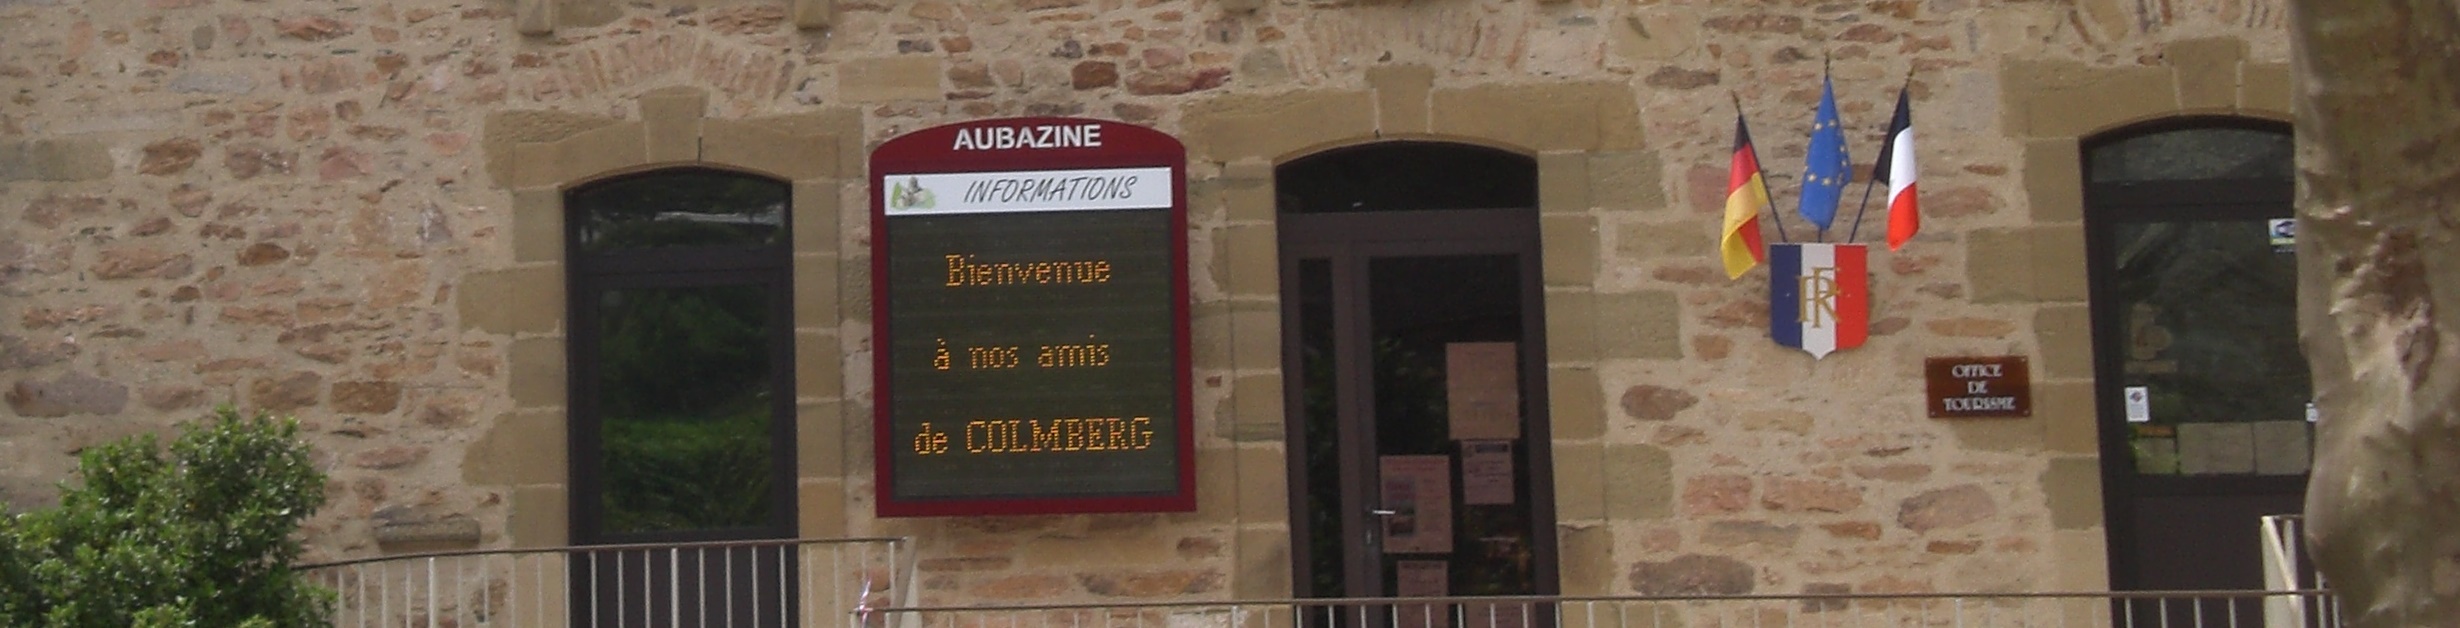 AUBAZINE
INFORMATIONS
Bienvenue
à nos amis
de COLMBERG
RF
OFFICE
DE
TOURISME